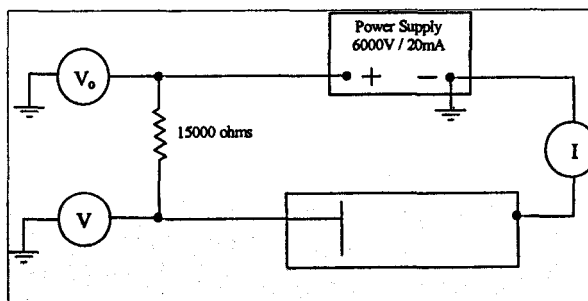 Power Supply
6000V / 20mA
V₀
+ −
15000 ohms
I
V